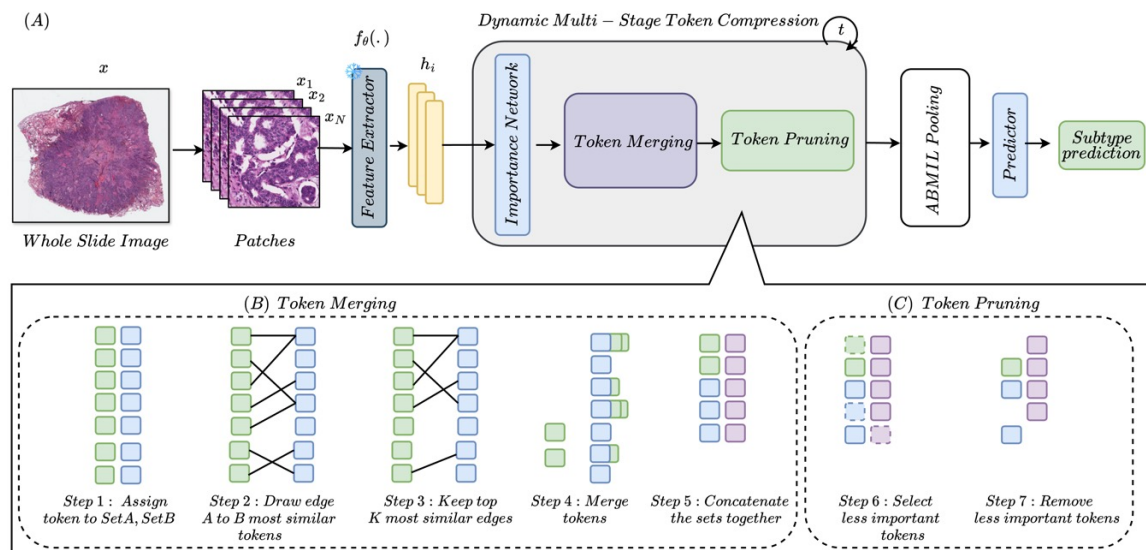 (A)
Dynamic Multi − Stage Token Compression
t
x
x1
x2
xN
fθ(.)
hi
Feature Extractor
Importance Network
Token Merging
Token Pruning
ABMIL Pooling
Predictor
Subtype
prediction
Whole Slide Image
Patches
(B) Token Merging
(C) Token Pruning
Step 1 : Assign
token to SetA, SetB
Step 2 : Draw edge
A to B most similar
tokens
Step 3 : Keep top
K most similar edges
Step 4 : Merge
tokens
Step 5 : Concatenate
the sets together
Step 6 : Select
less important
tokens
Step 7 : Remove
less important tokens